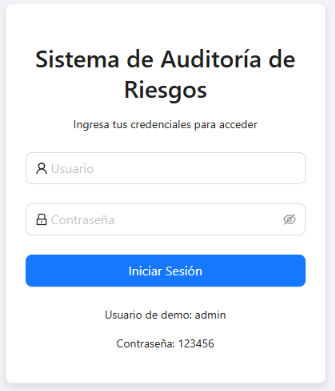 Sistema de Auditoría de
Riesgos
Ingresa tus credenciales para acceder
Usuario
Contraseña
Iniciar Sesión
Usuario de demo: admin
Contraseña: 123456